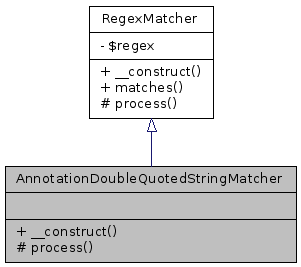 RegexMatcher
- $regex
+ __construct()
+ matches()
# process()
AnnotationDoubleQuotedStringMatcher
+ __construct()
# process()